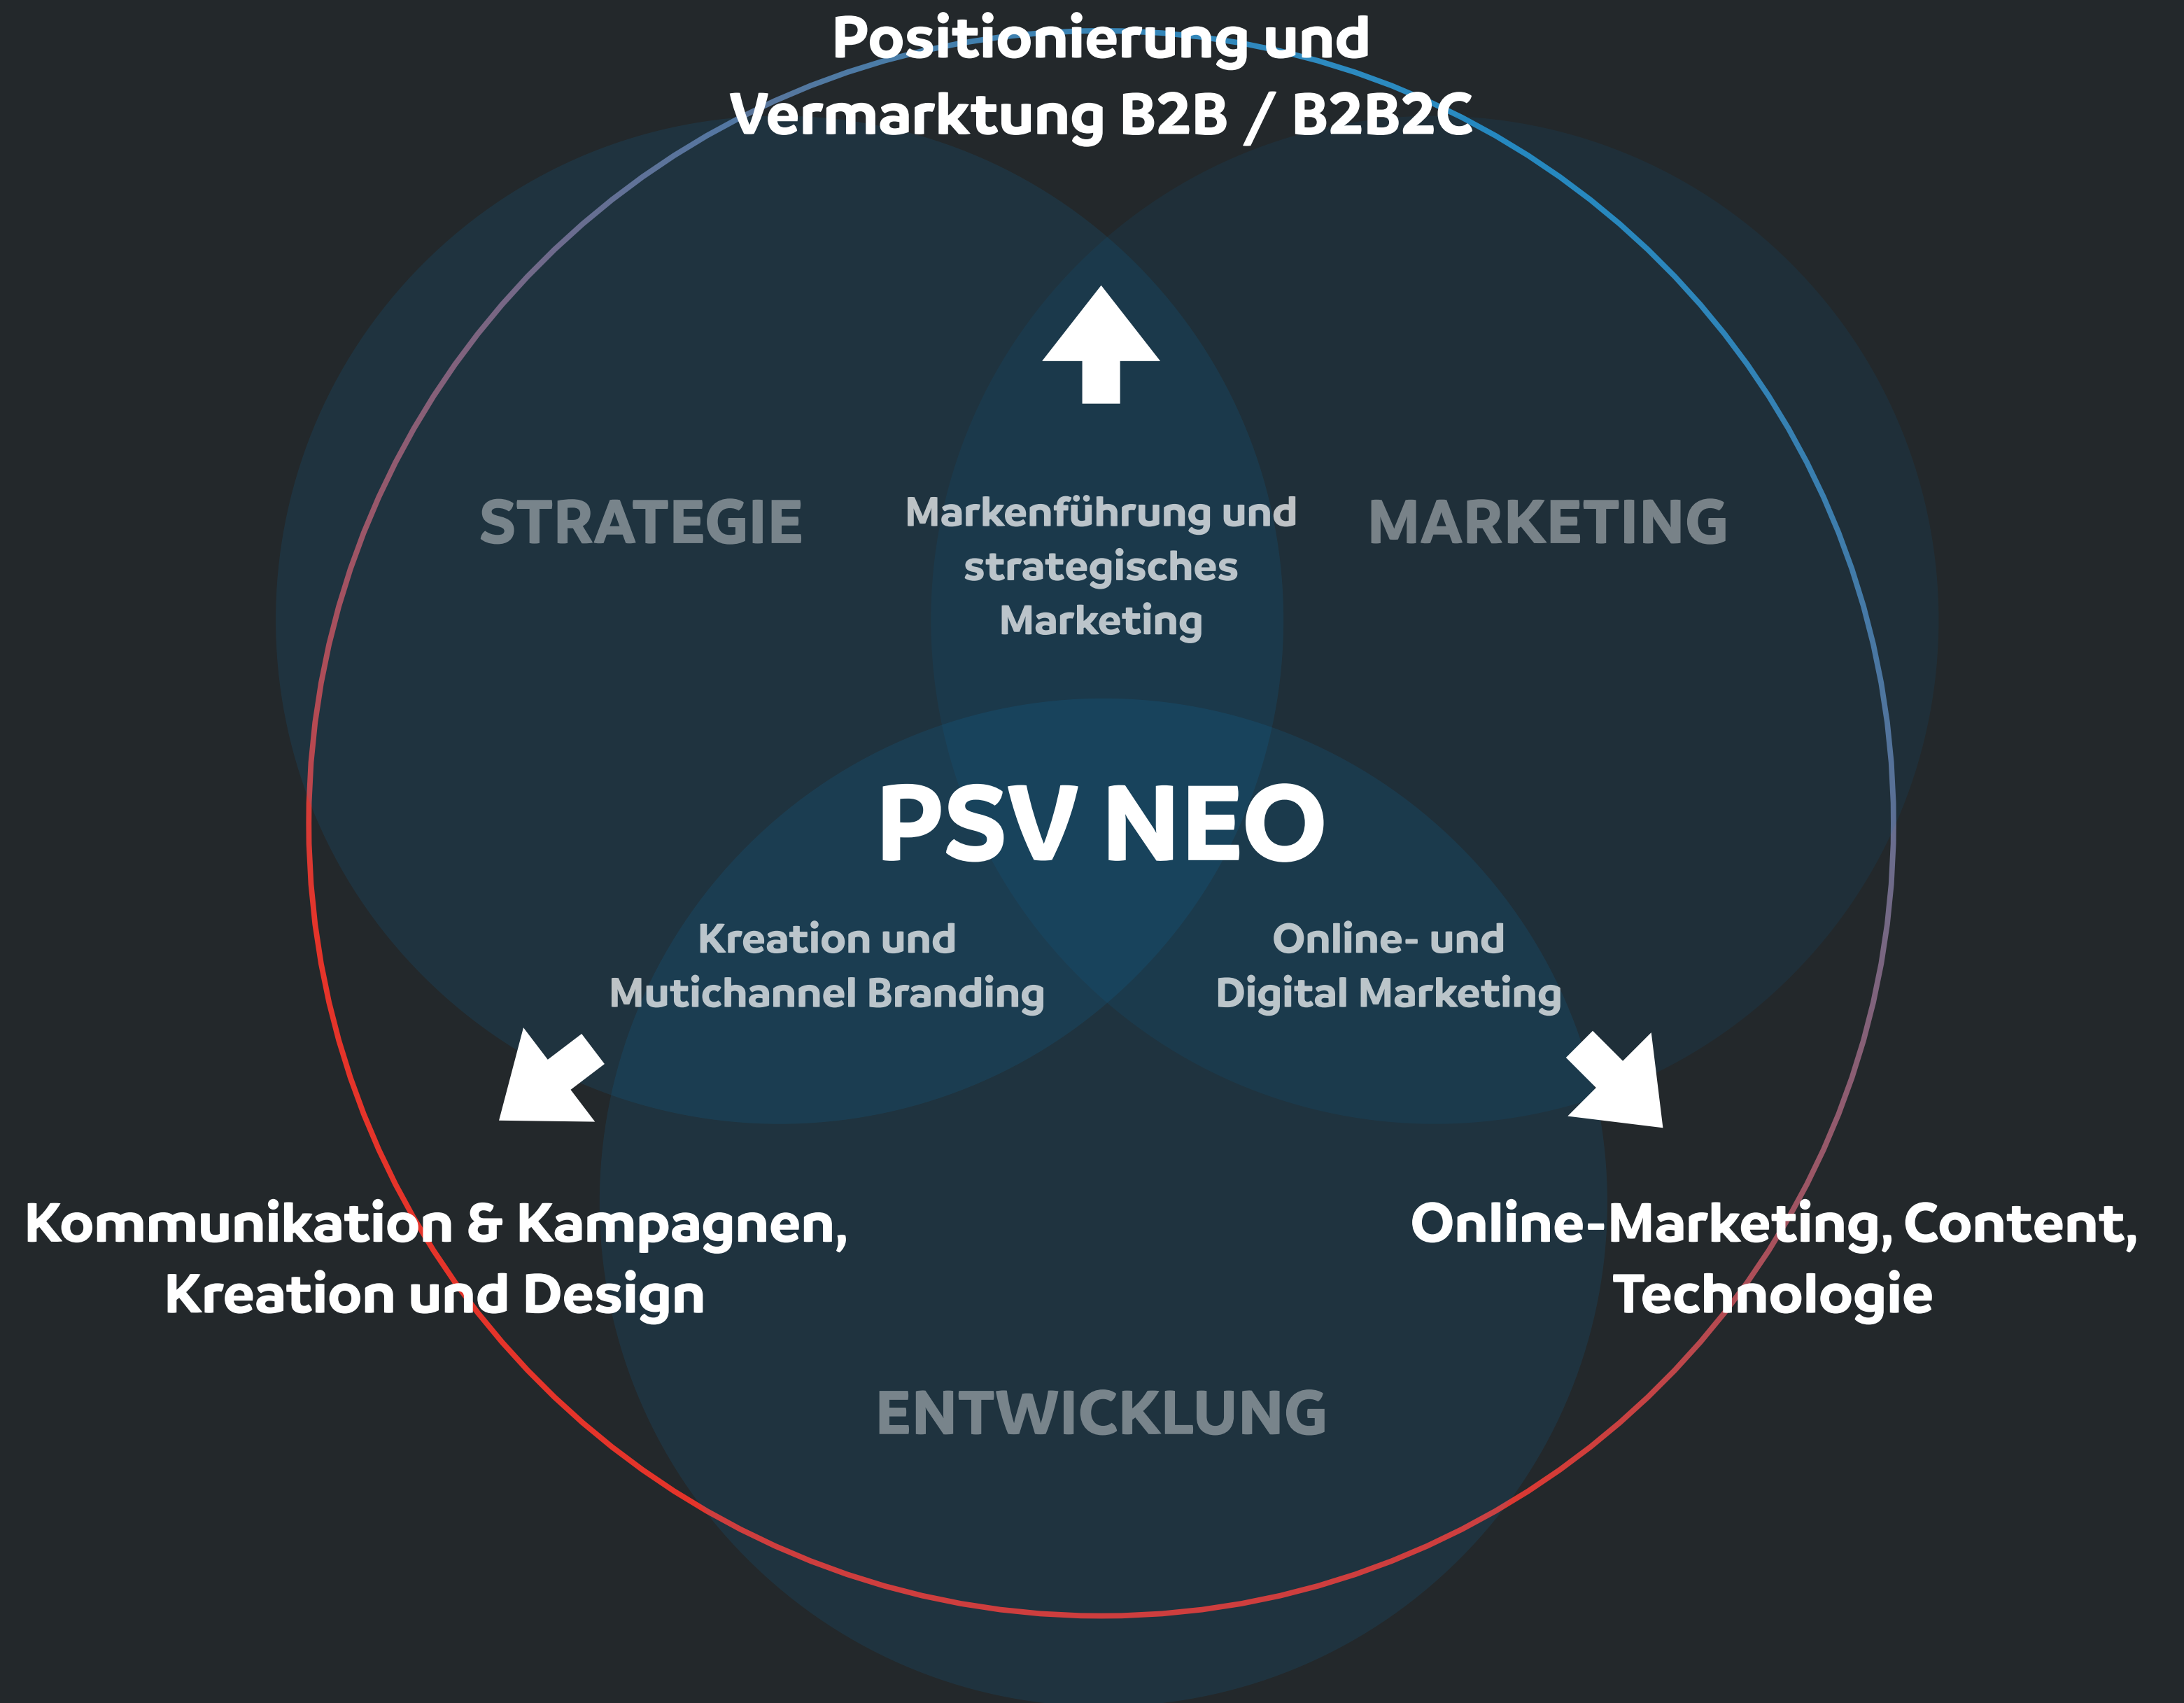 Positionierung und
Vermarktung B2B / B2B2C
STRATEGIE
Markenführung und
strategisches
Marketing
MARKETING
PSV NEO
Kreation und
Mutichannel Branding
Online- und
Digital Marketing
Kommunikation & Kampagnen,
Kreation und Design
Online-Marketing, Content,
Technologie
ENTWICKLUNG